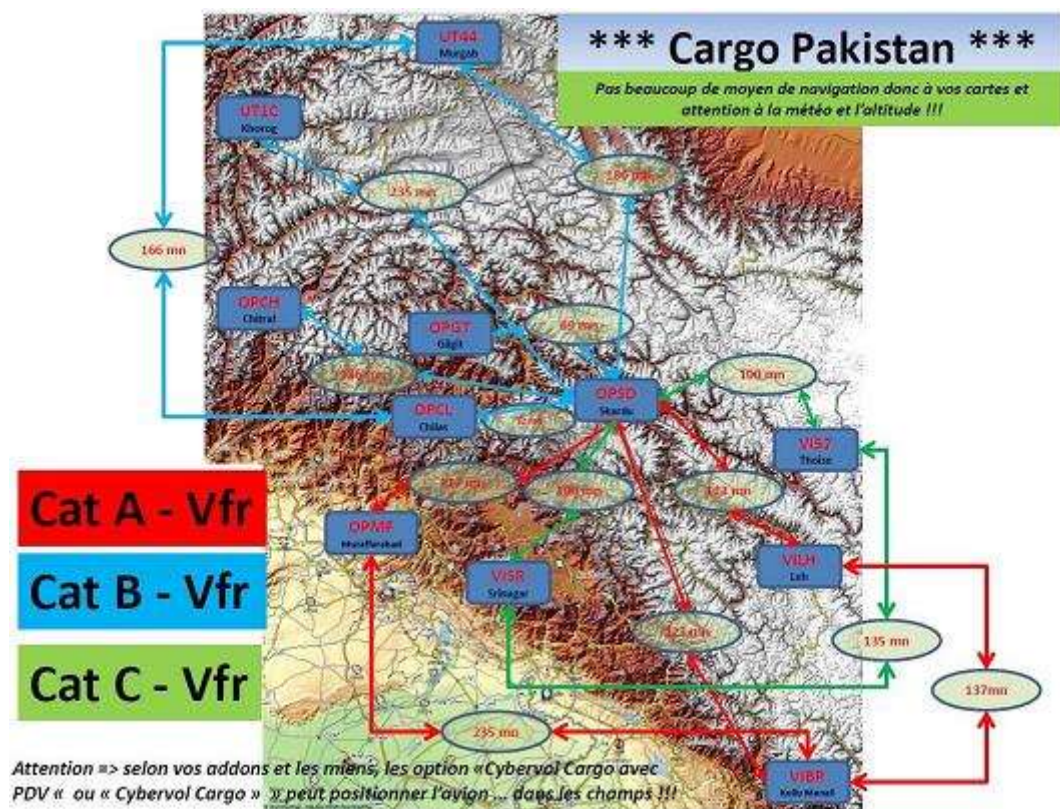 *** Cargo Pakistan ***
Pas beaucoup de moyen de navigation donc à vos cartes et
attention à la météo et l'altitude !!!
UT44
Murgab
UT1C
Khorog
235 mn
166 mn
OPCH
Chitral
OPGT
Gilgit
69 mn
OPSD
Skardu
190 mn
OPCL
Chilas
VI57
Thoise
Cat A - Vfr
OPMF
Muzaffarabad
VILH
Leh
Cat B - Vfr
VISR
Srinagar
135 mn
Cat C - Vfr
137mn
235 mn
VIBR
Kullu Manali
Attention => selon vos addons et les miens, les option «Cybervol Cargo avec
PDV « ou « Cybervol Cargo » » peut positionner l'avion ... dans les champs !!!